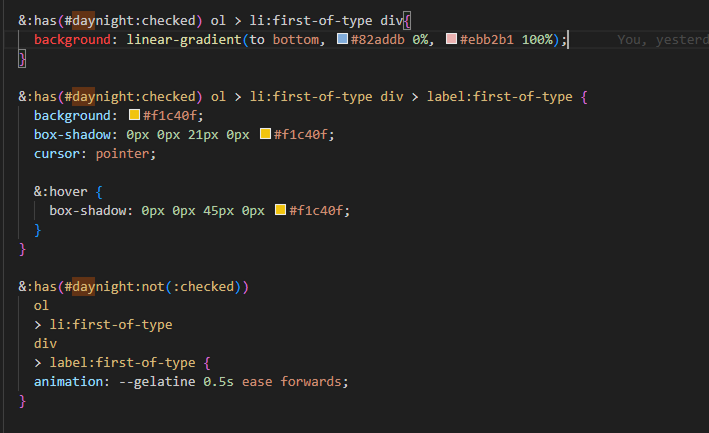 &:has(#daynight:checked) ol > li:first-of-type div{
background: linear-gradient(to bottom, #82addb 0%, #ebb2b1 100%); You, yesterd
}
&:has(#daynight:checked) ol > li:first-of-type div > label:first-of-type {
background: #f1c40f;
box-shadow: 0px 0px 21px 0px #f1c40f;
cursor: pointer;
&:hover {
box-shadow: 0px 0px 45px 0px #f1c40f;
}
}
&:has(#daynight:not(:checked))
ol
> li:first-of-type
div
> label:first-of-type {
animation: --gelatine 0.5s ease forwards;
}